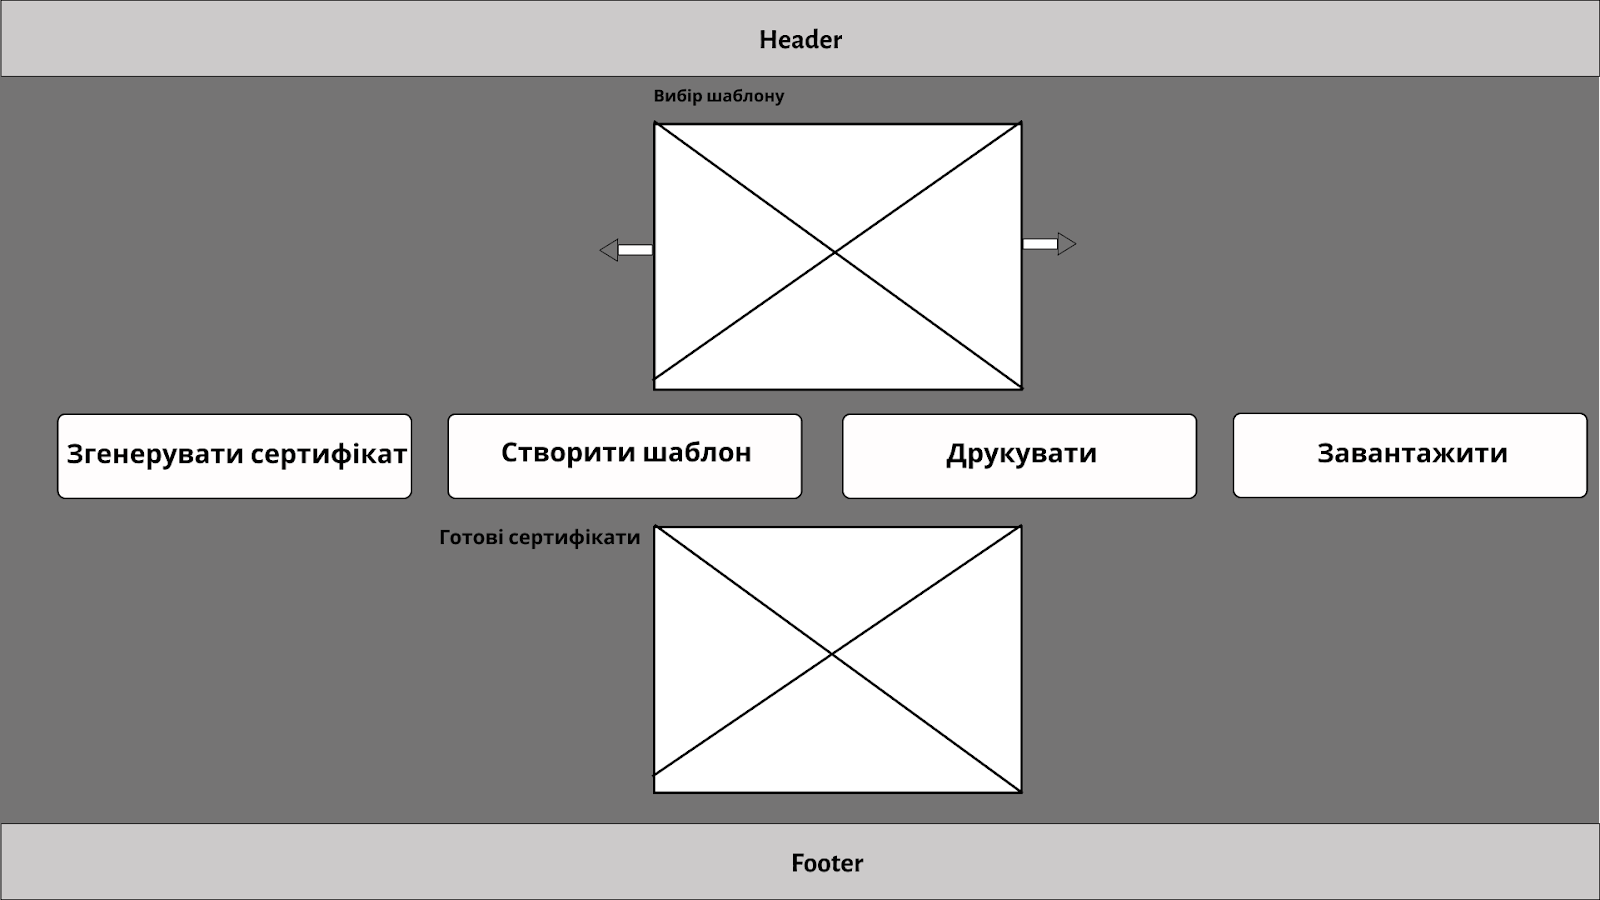 Header
Вибір шаблону
Згенерувати сертифікат
Створити шаблон
Друкувати
Завантажити
Готові сертифікати
Footer